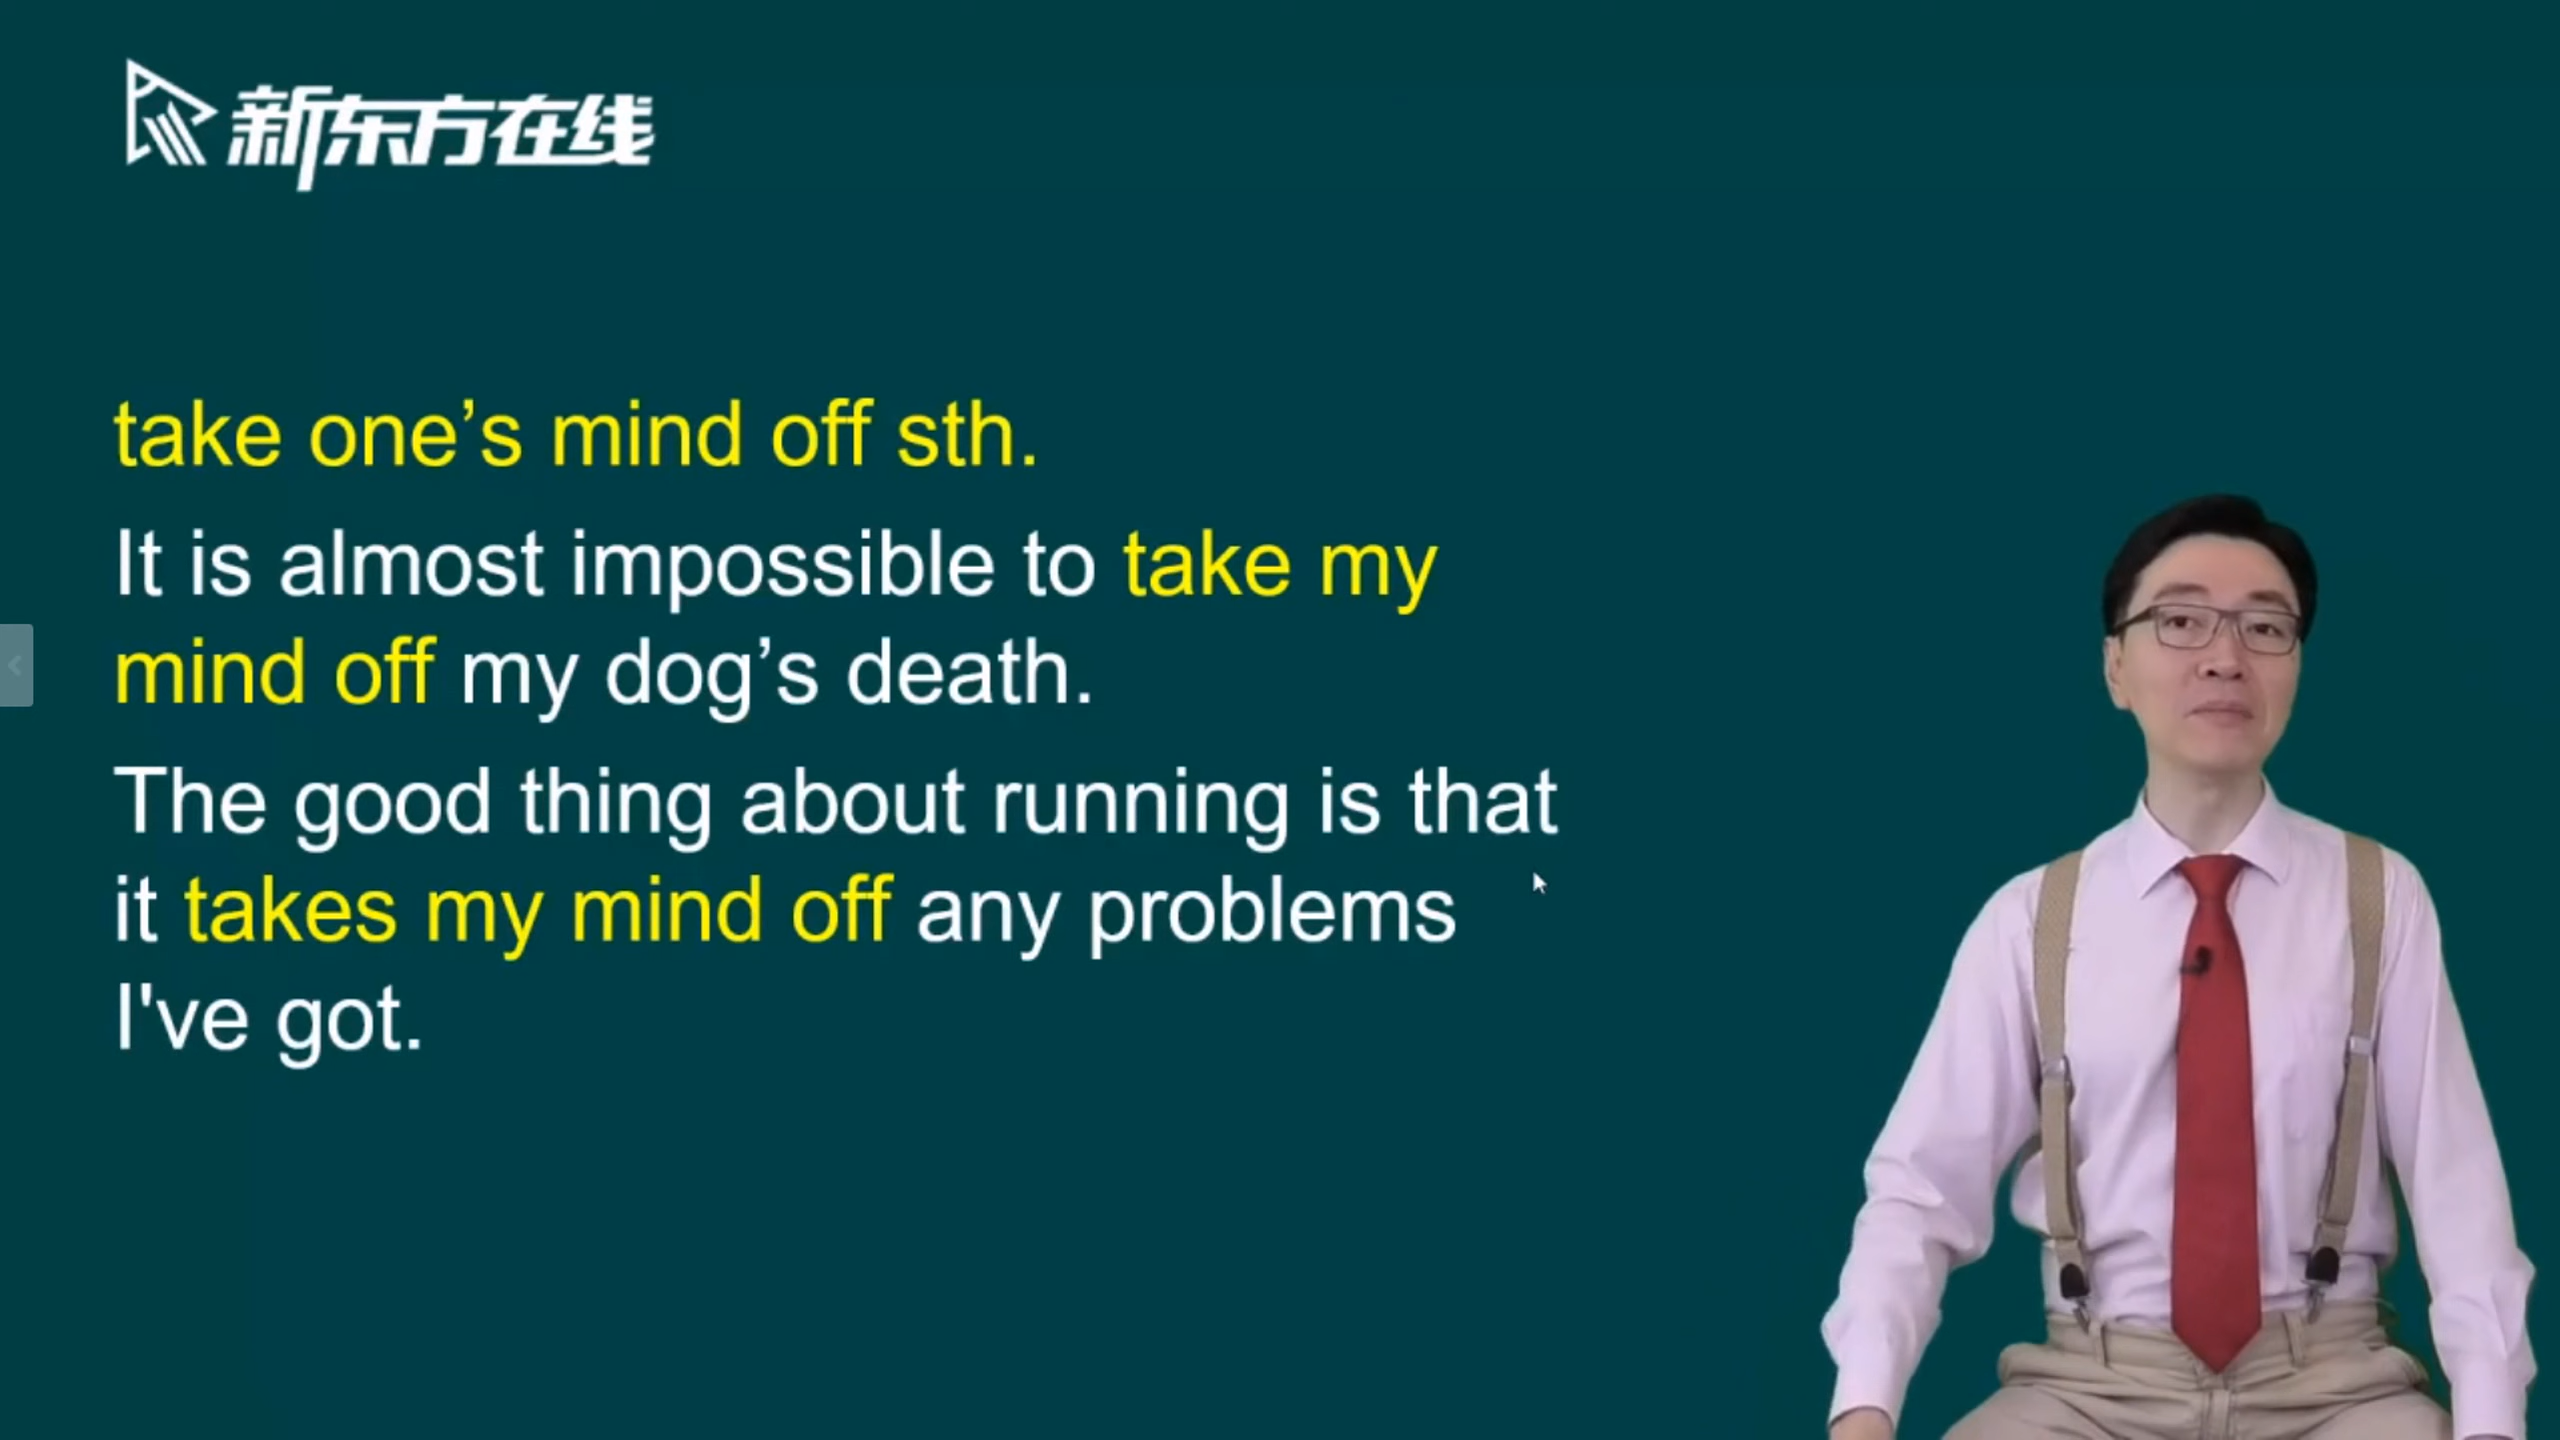 新东方在线
take one’s mind off sth.
It is almost impossible to take my
mind off my dog’s death.
The good thing about running is that
it takes my mind off any problems
I've got.